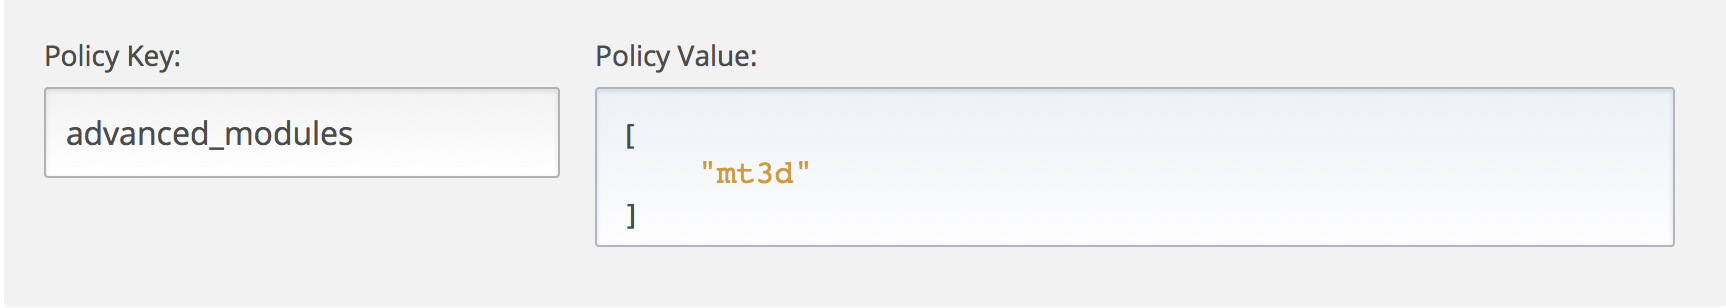 Policy Key:
Policy Value:
advanced_modules
[
"mt3d"
]